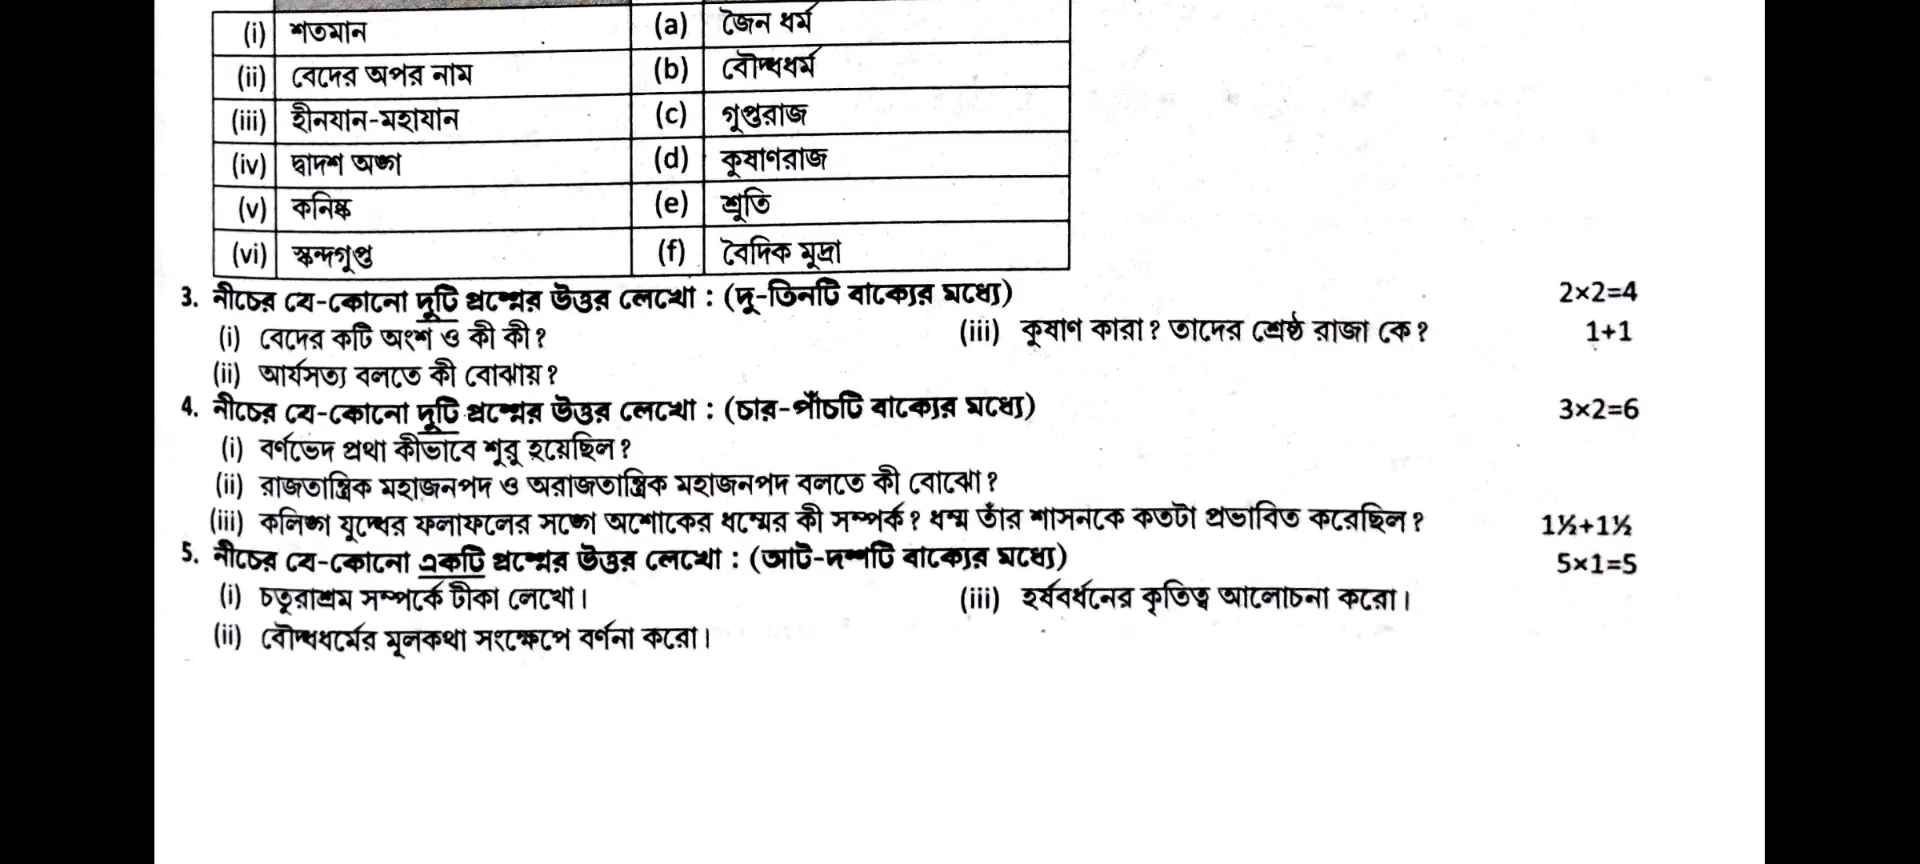 (i) শতমান (a) জৈন ধর্ম
(ii) বেদের অপর নাম (b) বৌদ্ধধর্ম
(iii) হীনযান-মহাযান (c) গুপ্তরাজ
(iv) দ্বাদশ অঙ্গ (d) কুষাণরাজ
(v) কনিষ্ক (e) শ্রুতি
(vi) স্কন্দগুপ্ত (f) বৈদিক মুদ্রা
3. নীচের যে-কোনো দুটি প্রশ্নের উত্তর লেখো : (দু-তিনটি বাক্যের মধ্যে) 2×2=4
(i) বেদের কটি অংশ ও কী কী? (iii) কুষাণ কারা? তাদের শ্রেষ্ঠ রাজা কে? 1+1
(ii) আর্যসত্য বলতে কী বোঝায়?
4. নীচের যে-কোনো দুটি প্রশ্নের উত্তর লেখো : (চার-পাঁচটি বাক্যের মধ্যে) 3×2=6
(i) বর্ণভেদ প্রথা কীভাবে শুরু হয়েছিল?
(ii) রাজতান্ত্রিক মহাজনপদ ও অরাজতান্ত্রিক মহাজনপদ বলতে কী বোঝো?
(iii) কলিঙ্গ যুদ্ধের ফলাফলের সঙ্গে অশোকের ধম্মের কী সম্পর্ক? ধম্ম তাঁর শাসনকে কতটা প্রভাবিত করেছিল? 1½+1½
5. নীচের যে-কোনো একটি প্রশ্নের উত্তর লেখো : (আট-দশটি বাক্যের মধ্যে) 5×1=5
(i) চতুরাশ্রম সম্পর্কে টীকা লেখো। (iii) হর্ষবর্ধনের কৃতিত্ব আলোচনা করো।
(ii) বৌদ্ধধর্মের মূলকথা সংক্ষেপে বর্ণনা করো।